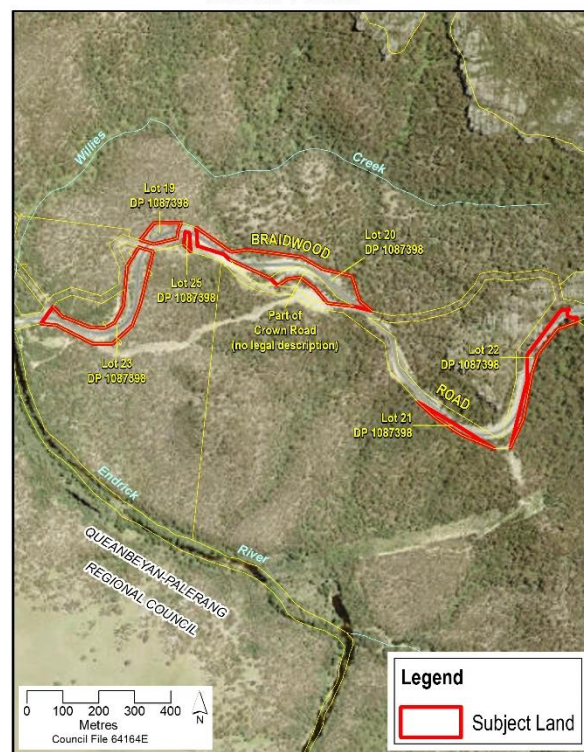 Willies
Creek
Lot 19
DP 1087398
BRAIDWOOD
Lot 20
DP 1087398
Lot 25
DP 1087398
Part of
Crown Road
(no legal description)
Lot 23
DP 1087398
Lot 22
DP 1087398
ROAD
Lot 21
DP 1087398
Endrick
River
QUEANBEYAN-PALERANG
REGIONAL COUNCIL
0 100 200 300 400
Metres
Council File 64164E
N
Legend
Subject Land